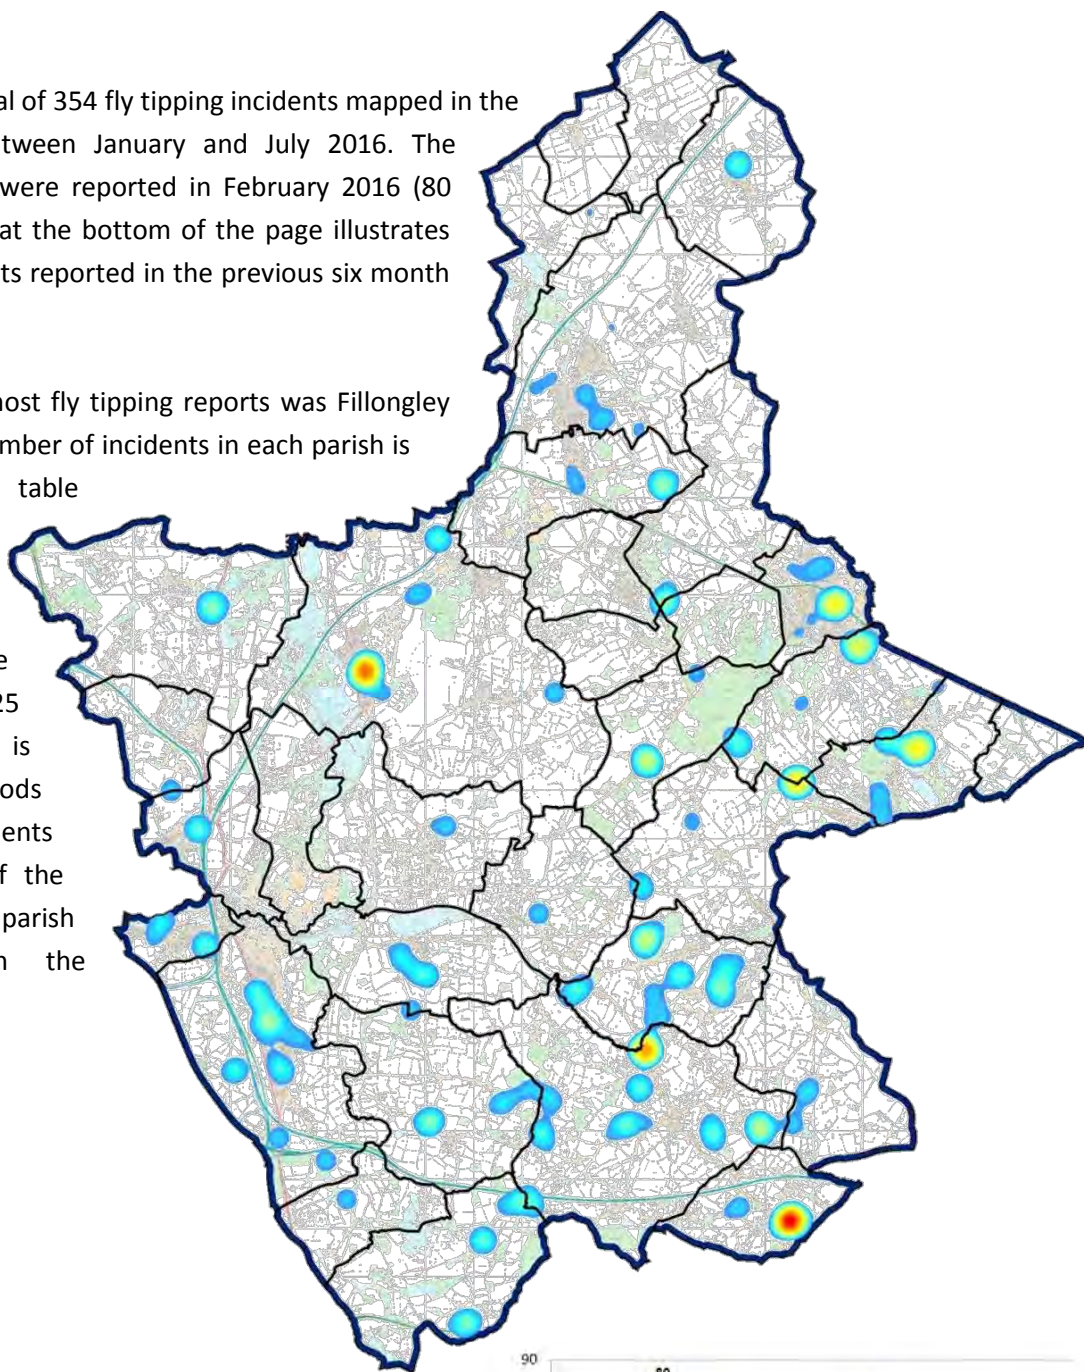 al of 354 fly tipping incidents mapped in the
tween January and July 2016. The
were reported in February 2016 (80
at the bottom of the page illustrates
ts reported in the previous six month
nost fly tipping reports was Fillongley
mber of incidents in each parish is
table
e
25
is
ods
ents
f the
parish
n the
90
80